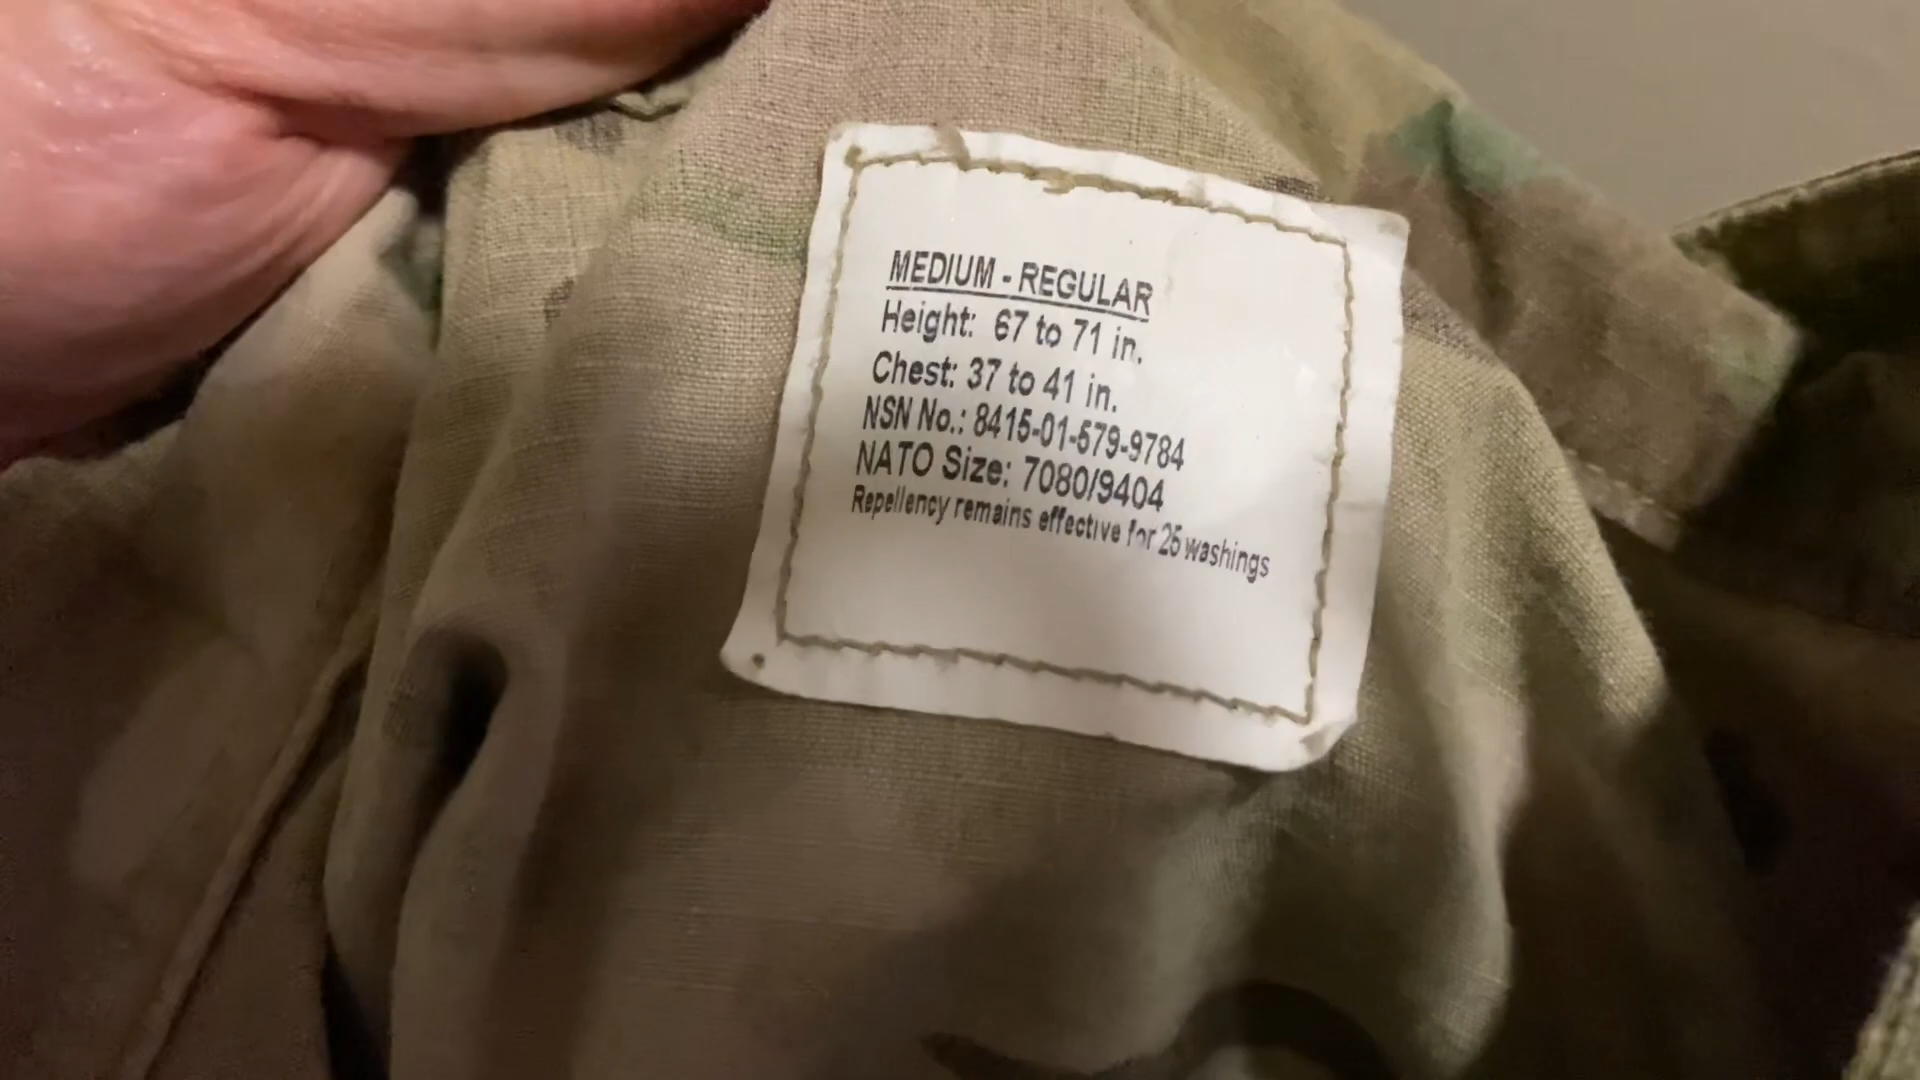 MEDIUM - REGULAR
Height: 67 to 71 in.
Chest: 37 to 41 in.
NSN No.: 8415-01-579-9784
NATO Size: 7080/9404
Repellency remains effective for 25 washings